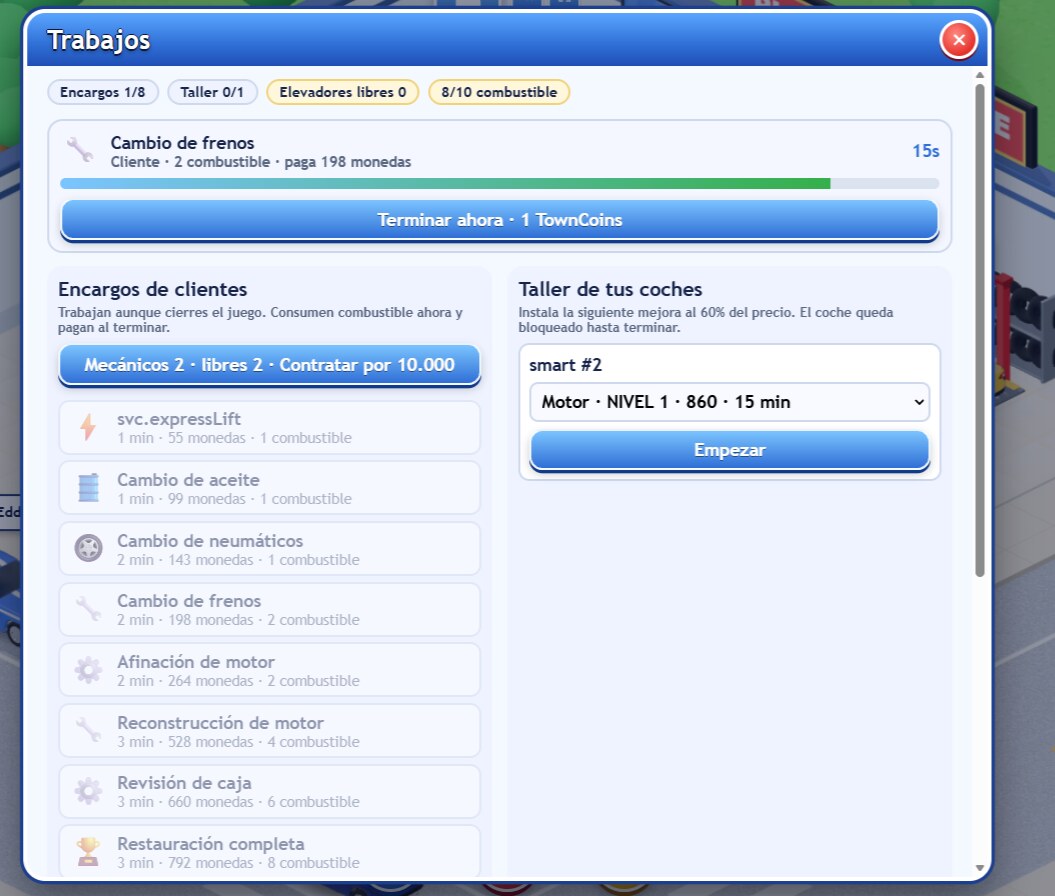 Trabajos
Encargos 1/8
Taller 0/1
Elevadores libres 0
8/10 combustible
Cambio de frenos
Cliente · 2 combustible · paga 198 monedas
15s
Terminar ahora · 1 TownCoins
Encargos de clientes
Trabajan aunque cierres el juego. Consumen combustible ahora y
pagan al terminar.
Mecánicos 2 · libres 2 · Contratar por 10.000
svc.expressLift
1 min · 55 monedas · 1 combustible
Cambio de aceite
1 min · 99 monedas · 1 combustible
Cambio de neumáticos
2 min · 143 monedas · 1 combustible
Cambio de frenos
2 min · 198 monedas · 2 combustible
Afinación de motor
2 min · 264 monedas · 2 combustible
Reconstrucción de motor
3 min · 528 monedas · 4 combustible
Revisión de caja
3 min · 660 monedas · 6 combustible
Restauración completa
3 min · 792 monedas · 8 combustible
Taller de tus coches
Instala la siguiente mejora al 60% del precio. El coche queda
bloqueado hasta terminar.
smart #2
Motor · NIVEL 1 · 860 · 15 min
Empezar
Edd
E